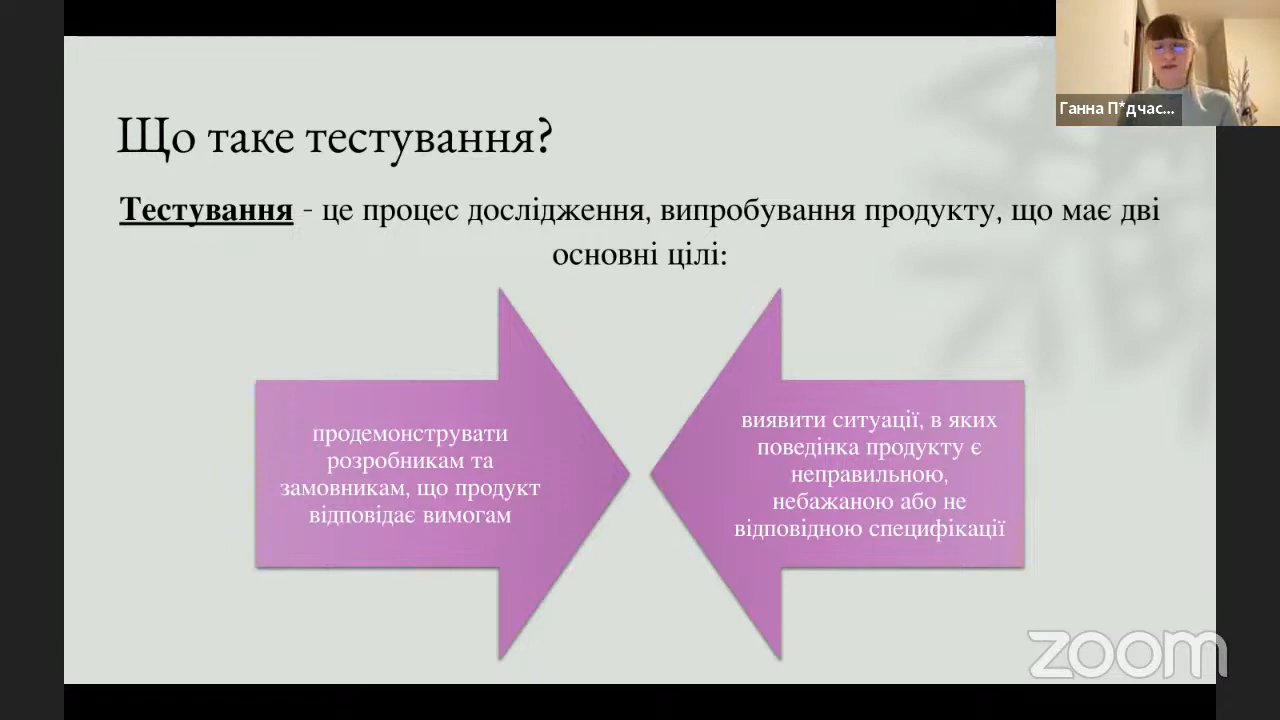 Ганна П*дчас...
Що таке тестування?
Тестування - це процес дослідження, випробування продукту, що має дві
основні цілі:
продемонструвати
розробникам та
замовникам, що продукт
відповідає вимогам
виявити ситуації, в яких
поведінка продукту є
неправильною,
небажаною або не
відповідною специфікації
zoom